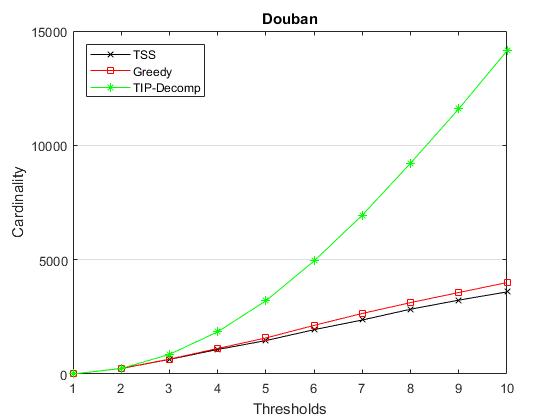 Douban
15000
10000
5000
0
TSS
Greedy
TIP-Decomp
Cardinality
1 2 3 4 5 6 7 8 9 10
Thresholds